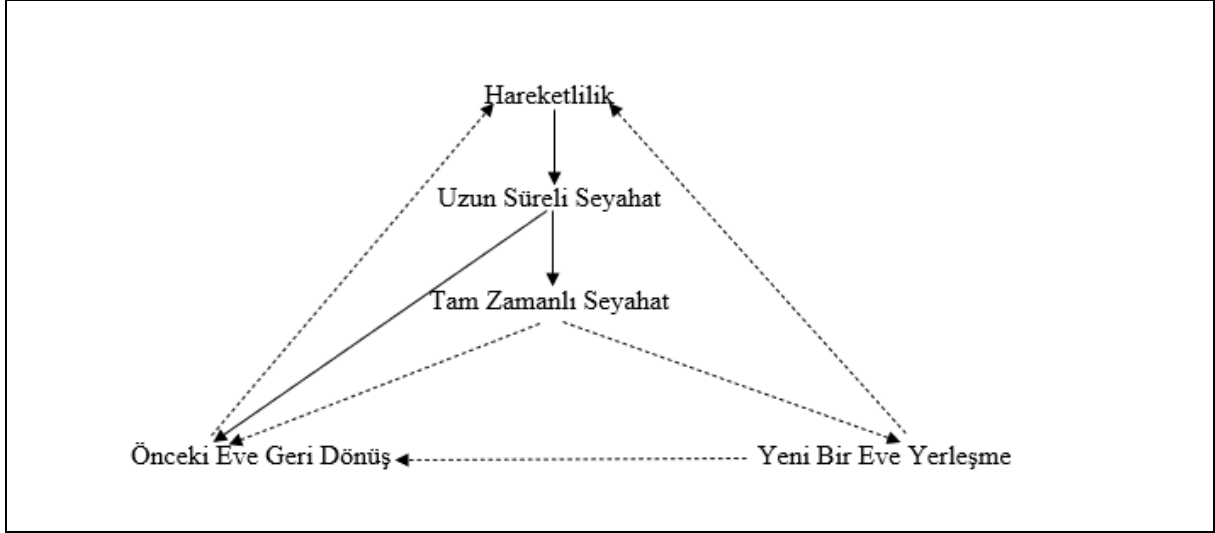 Hareketlilik
Uzun Süreli Seyahat
Tam Zamanlı Seyahat
Önceki Eve Geri Dönüş
Yeni Bir Eve Yerleşme